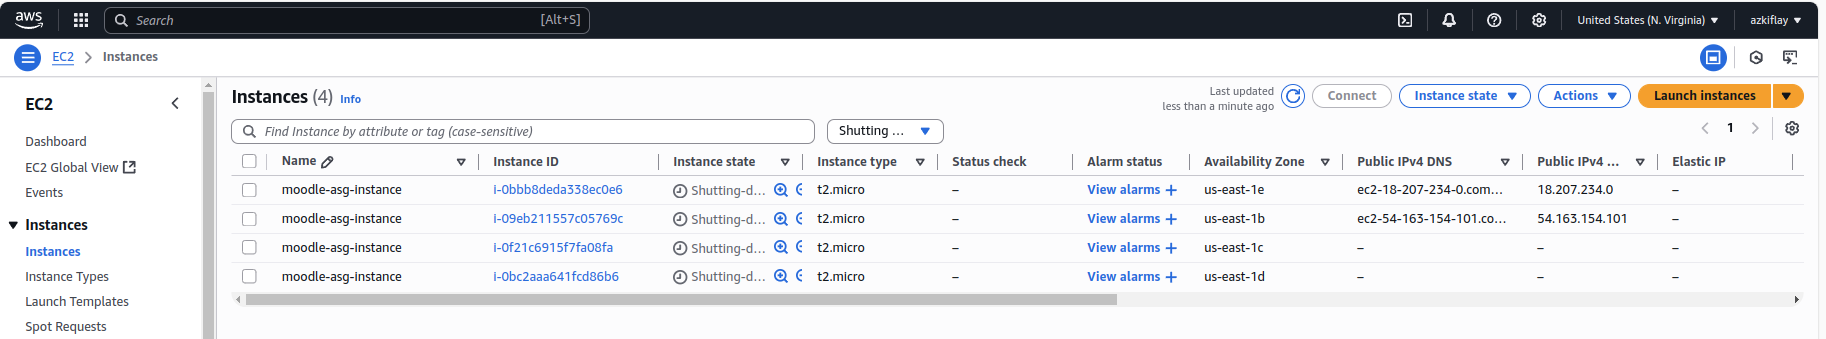 aws Search [Alt+S] United States (N. Virginia) azkiflay
EC2 Instances
EC2
Dashboard
EC2 Global View
Events
Instances
Instances
Instance Types
Launch Templates
Spot Requests
Instances (4) Info
Last updated
less than a minute ago
Connect Instance state Actions Launch instances
Find Instance by attribute or tag (case-sensitive) Shutting ... 1
Name Instance ID Instance state Instance type Status check Alarm status Availability Zone Public IPv4 DNS Public IPv4 ... Elastic IP
moodle-asg-instance i-0bbb8deda338ec0e6 Shutting-d... t2.micro – View alarms + us-east-1e ec2-18-207-234-0.com... 18.207.234.0 –
moodle-asg-instance i-09eb211557c05769c Shutting-d... t2.micro – View alarms + us-east-1b ec2-54-163-154-101.co... 54.163.154.101 –
moodle-asg-instance i-0f21c6915f7fa08fa Shutting-d... t2.micro – View alarms + us-east-1c – – –
moodle-asg-instance i-0bc2aaa641fcd86b6 Shutting-d... t2.micro – View alarms + us-east-1d – – –